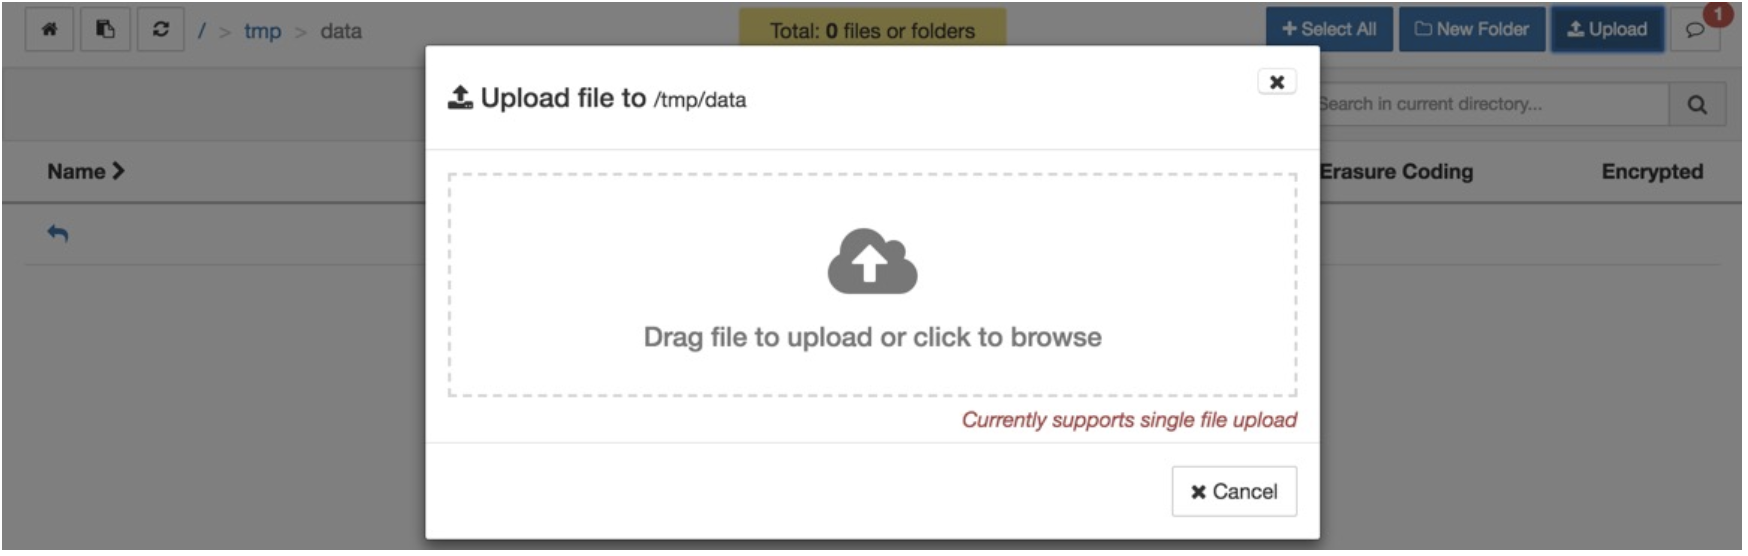 / > tmp > data
Total: 0 files or folders
Select All
New Folder
Upload
1
Upload file to /tmp/data
Search in current directory...
Name
Erasure Coding
Encrypted
Drag file to upload or click to browse
Currently supports single file upload
Cancel